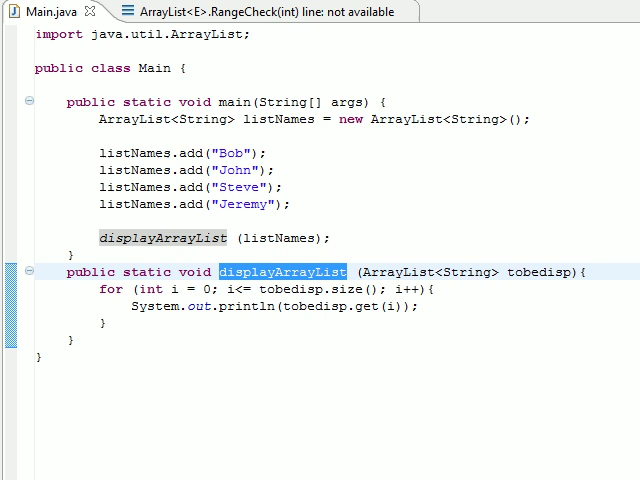 Main.java
ArrayList<E>.RangeCheck(int) line: not available
import java.util.ArrayList;
public class Main {
public static void main(String[] args) {
ArrayList<String> listNames = new ArrayList<String>();
listNames.add("Bob");
listNames.add("John");
listNames.add("Steve");
listNames.add("Jeremy");
displayArrayList (listNames);
}
public static void displayArrayList (ArrayList<String> tobedisp){
for (int i = 0; i<= tobedisp.size(); i++){
System.out.println(tobedisp.get(i));
}
}
}